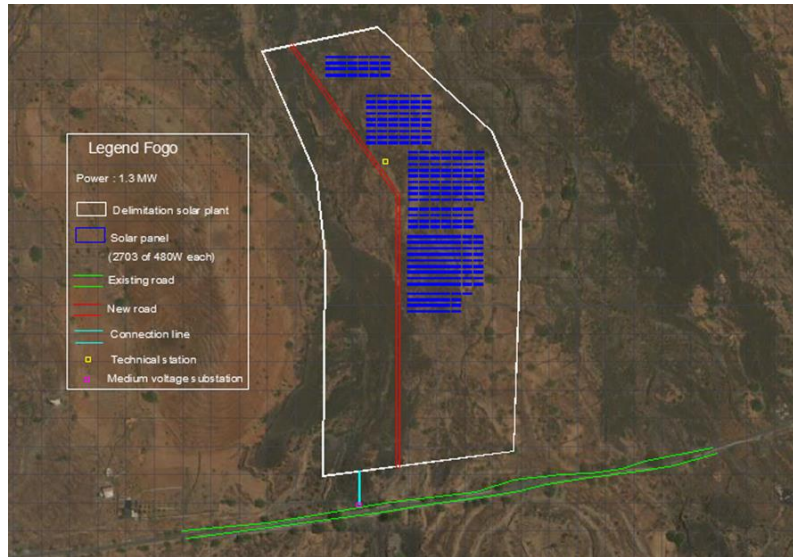 Legend Fogo
Power : 1.3 MW
Delimitation solar plant
Solar panel
(2703 of 480W each)
Existing road
New road
Connection line
Technical station
Medium voltage substation